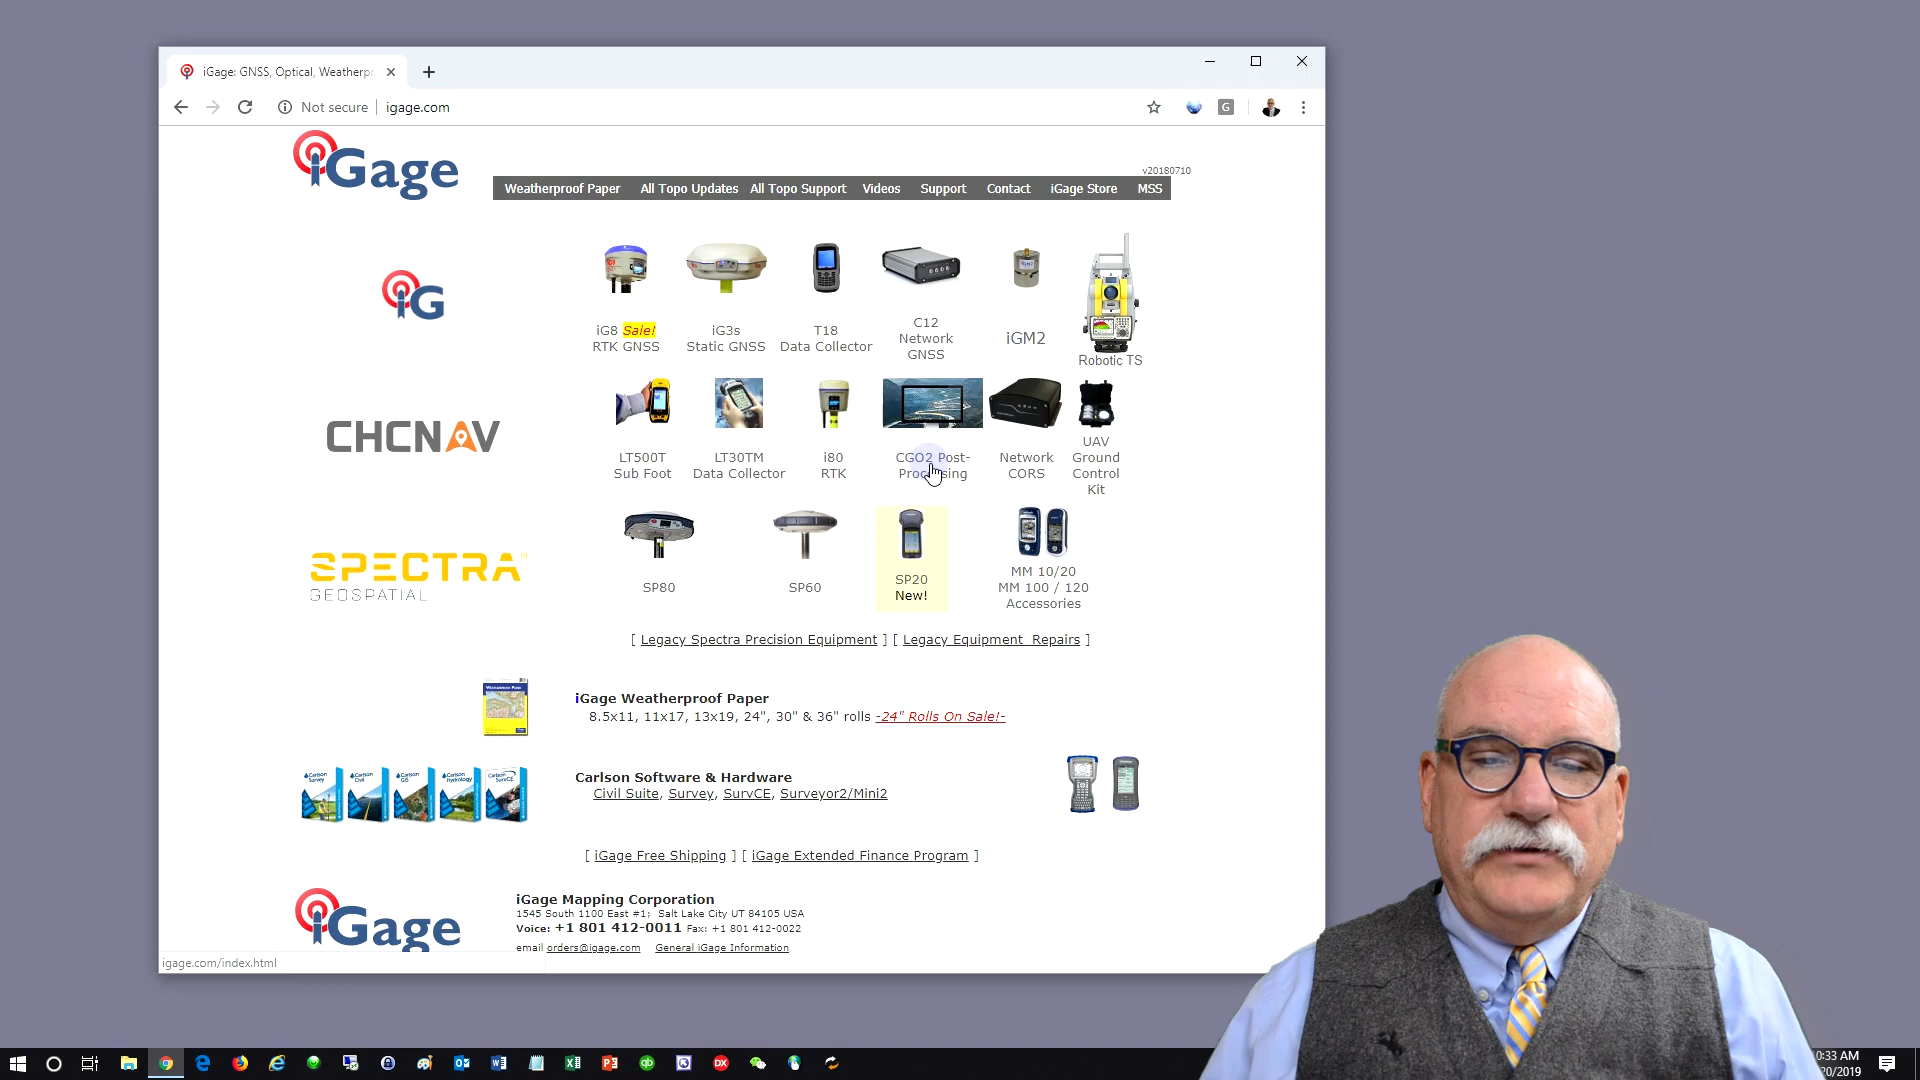 iGage: GNSS, Optical, Weatherpr
Not secure
igage.com
G
iGage
v20180710
Weatherproof Paper All Topo Updates All Topo Support Videos Support Contact iGage Store MSS
iG
iG8 Sale!
RTK GNSS
iG3s
Static GNSS
T18
Data Collector
C12
Network
GNSS
iGM2
Robotic TS
CHCNAV
LT500T
Sub Foot
LT30TM
Data Collector
i80
RTK
CGO2 Post-
Processing
Network
CORS
UAV
Ground
Control
Kit
SPECTRA
GEOSPATIAL
SP80
SP60
SP20
New!
MM 10/20
MM 100 / 120
Accessories
[ Legacy Spectra Precision Equipment ] [ Legacy Equipment Repairs ]
iGage Weatherproof Paper
8.5x11, 11x17, 13x19, 24", 30" & 36" rolls -24" Rolls On Sale!-
Carlson Software & Hardware
Civil Suite, Survey, SurvCE, Surveyor2/Mini2
[ iGage Free Shipping ] [ iGage Extended Finance Program ]
iGage
iGage Mapping Corporation
1545 South 1100 East #1; Salt Lake City UT 84105 USA
Voice: +1 801 412-0011 Fax: +1 801 412-0022
email orders@igage.com General iGage Information
igage.com/index.html
0:33 AM
20/2019